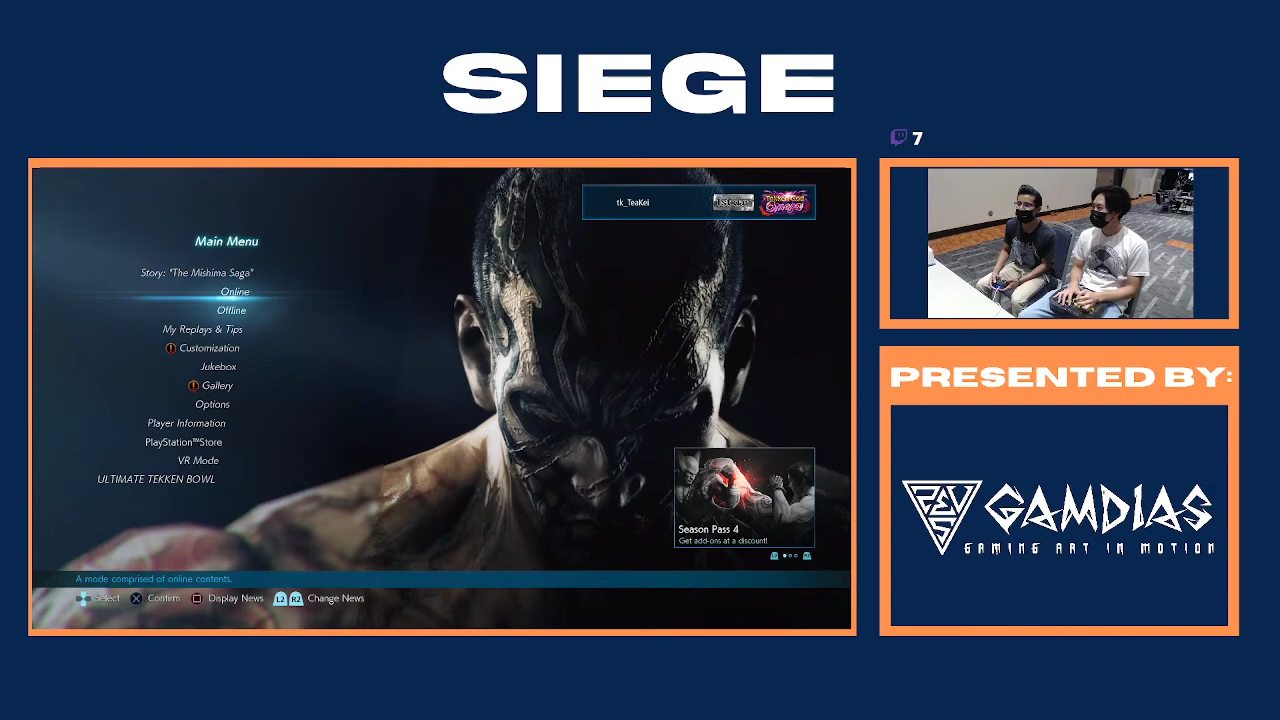 SIEGE
7
tk_TeaKei
1st dan
Main Menu
Story: "The Mishima Saga"
Online
Offline
My Replays & Tips
! Customization
Jukebox
! Gallery
Options
Player Information
PlayStation™Store
VR Mode
ULTIMATE TEKKEN BOWL
Season Pass 4
Get add-ons at a discount!
A mode comprised of online contents.
Select
Confirm
Display News
L2 R2 Change News
PRESENTED BY:
GAMDIAS
GAMING ART IN MOTION